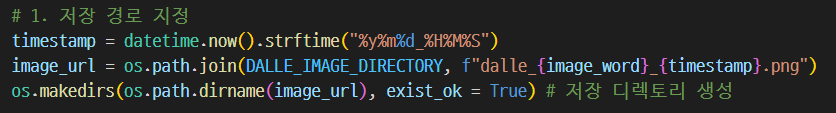 # 1. 저장 경로 지정
timestamp = datetime.now().strftime("%y%m%d_%H%M%S")
image_url = os.path.join(DALLE_IMAGE_DIRECTORY, f"dalle_{image_word}_{timestamp}.png")
os.makedirs(os.path.dirname(image_url), exist_ok = True) # 저장 디렉토리 생성